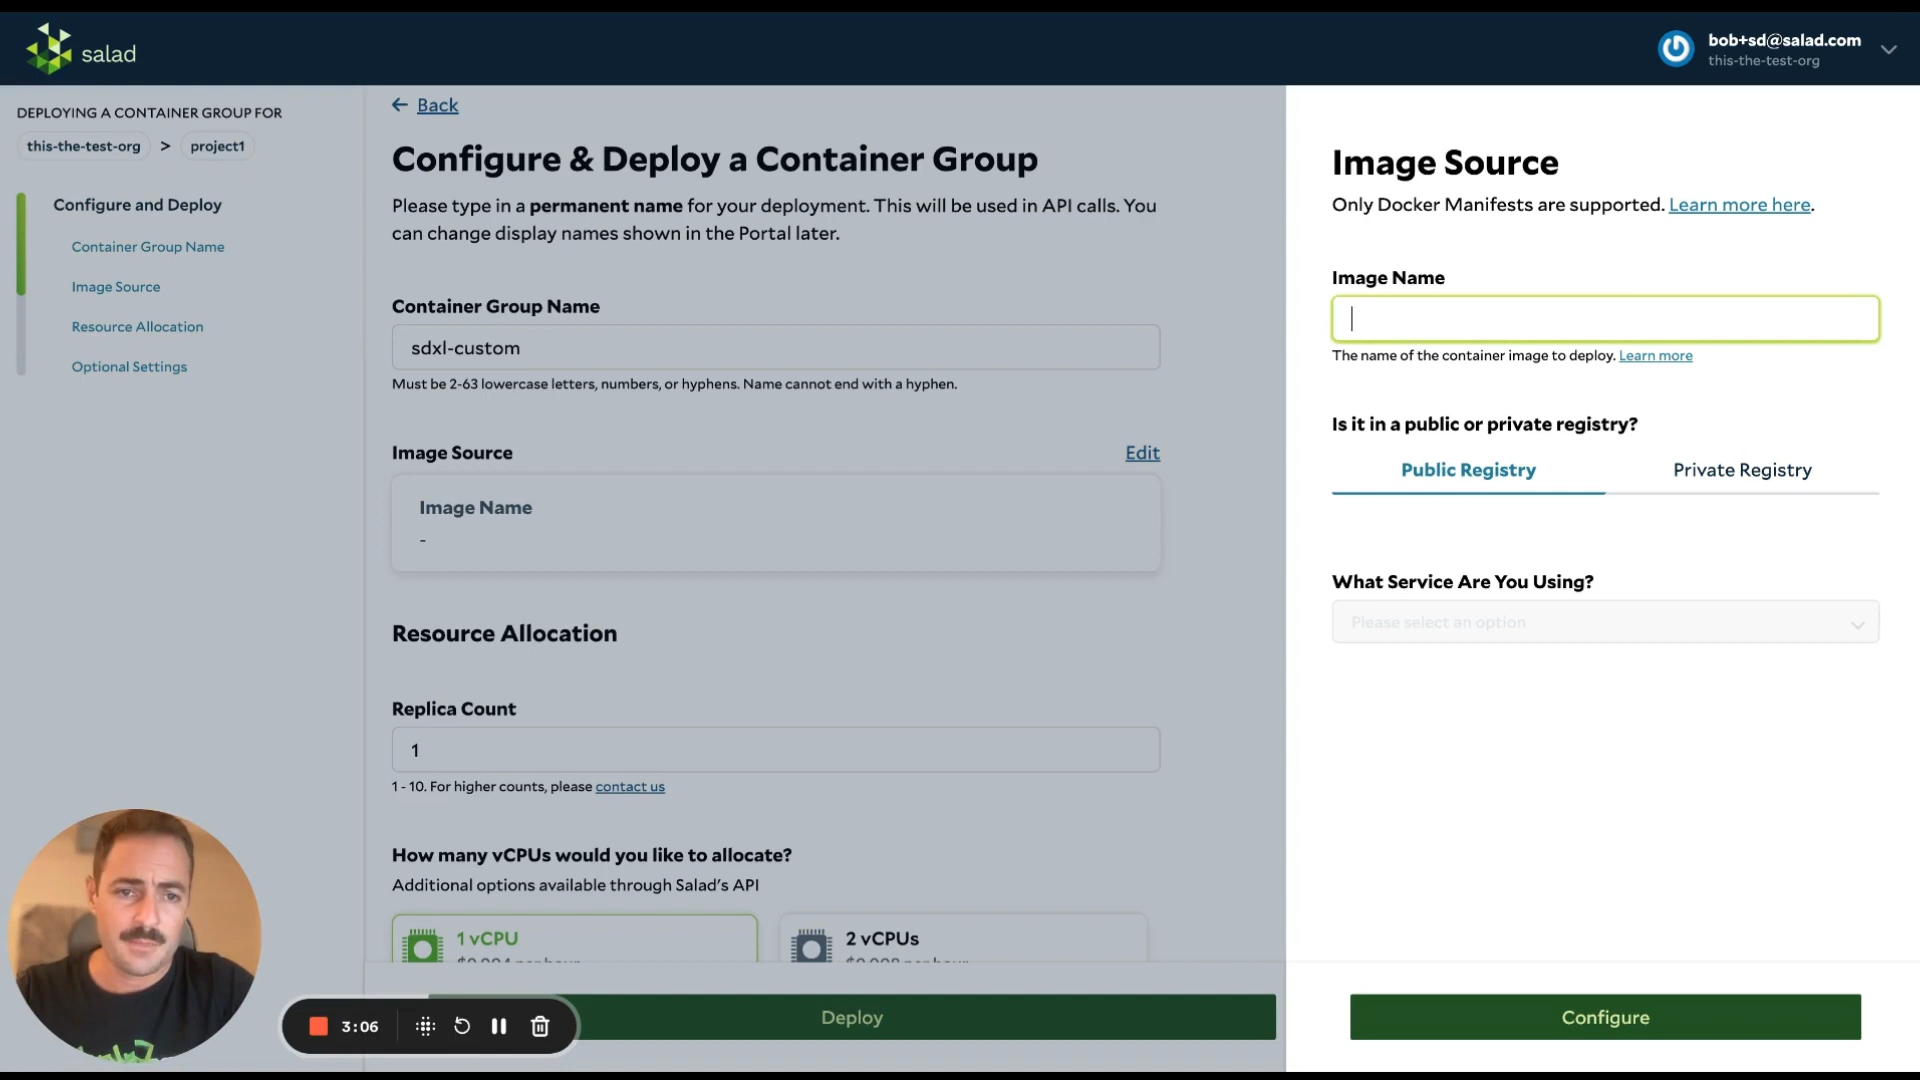 salad
bob+sd@salad.com
this-the-test-org
DEPLOYING A CONTAINER GROUP FOR
this-the-test-org > project1
Configure and Deploy
Container Group Name
Image Source
Resource Allocation
Optional Settings
← Back
Configure & Deploy a Container Group
Please type in a permanent name for your deployment. This will be used in API calls. You
can change display names shown in the Portal later.
Container Group Name
sdxl-custom
Must be 2-63 lowercase letters, numbers, or hyphens. Name cannot end with a hyphen.
Image Source Edit
Image Name
-
Resource Allocation
Replica Count
1
1 - 10. For higher counts, please contact us
How many vCPUs would you like to allocate?
Additional options available through Salad's API
1 vCPU
$0.004 per hour
2 vCPUs
$0.008 per hour
Deploy
3:06
Image Source
Only Docker Manifests are supported. Learn more here.
Image Name
The name of the container image to deploy. Learn more
Is it in a public or private registry?
Public Registry Private Registry
What Service Are You Using?
Please select an option
Configure